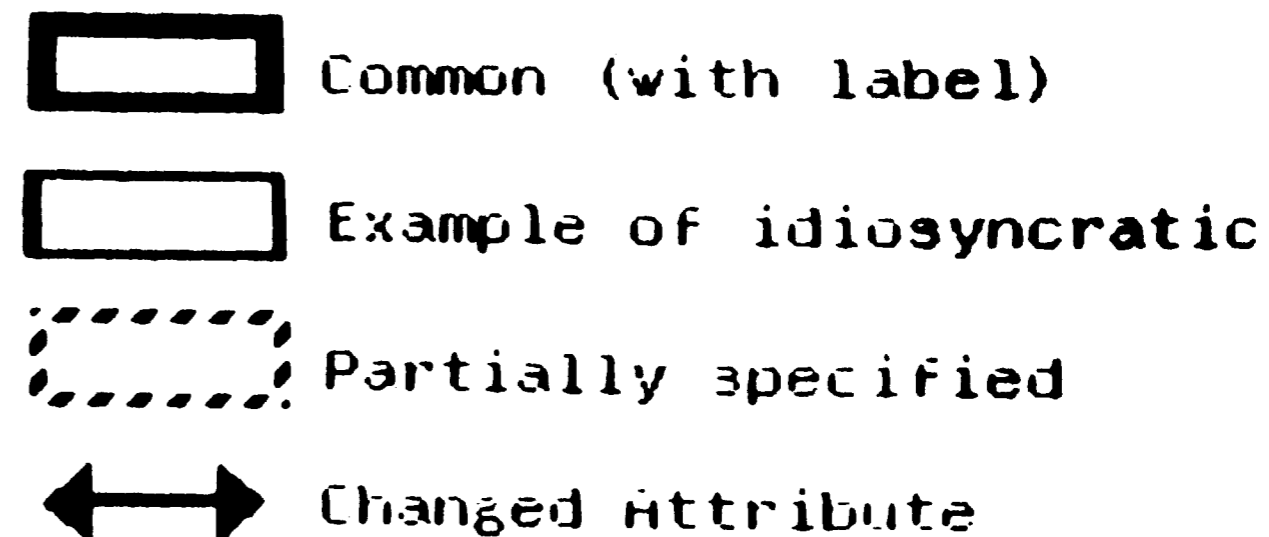 Common (with label)
Example of idiosyncratic
Partially specified
Changed Attribute